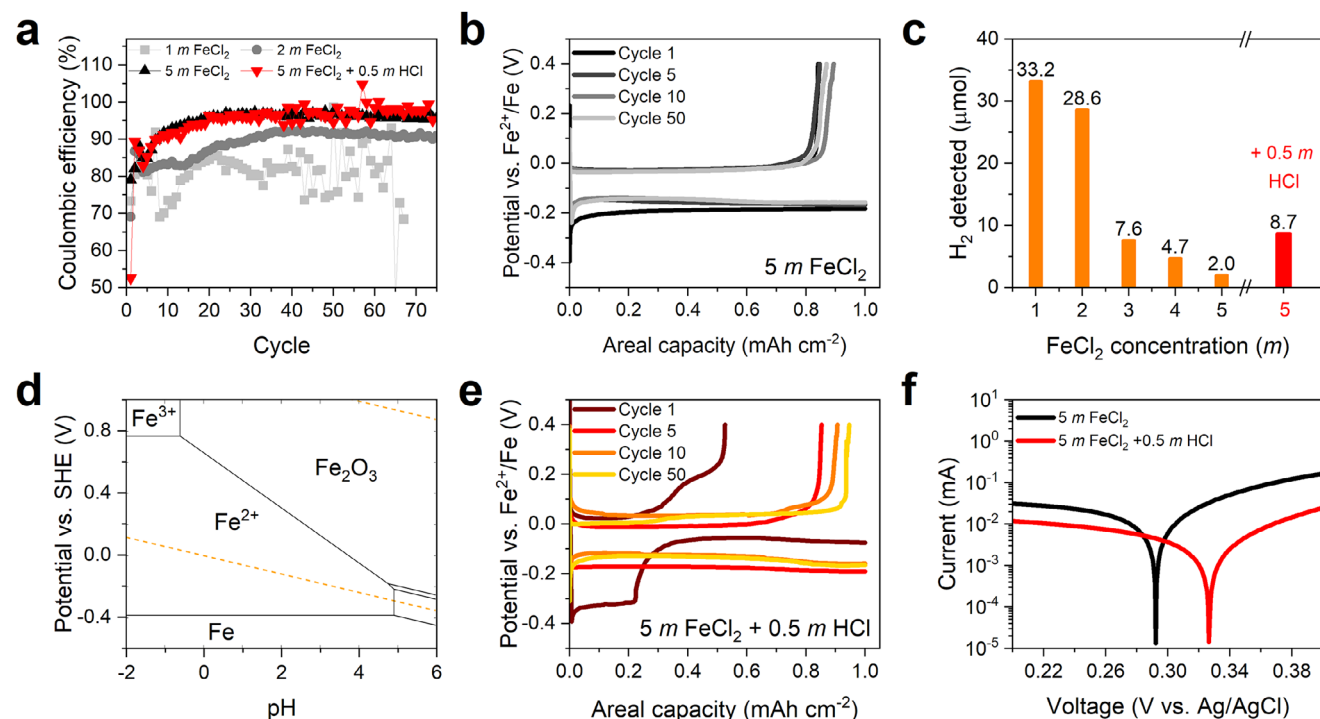 a
Coulombic efficiency (%)
110
100
90
80
70
60
50
1 m FeCl₂
2 m FeCl₂
5 m FeCl₂
5 m FeCl₂ + 0.5 m HCl
0 10 20 30 40 50 60 70
Cycle
b
Potential vs. Fe²⁺/Fe (V)
0.4
0.2
0.0
-0.2
-0.4
Cycle 1
Cycle 5
Cycle 10
Cycle 50
5 m FeCl₂
0.0 0.2 0.4 0.6 0.8 1.0
Areal capacity (mAh cm⁻²)
c
H₂ detected (µmol)
40
30
20
10
0
33.2
28.6
7.6
4.7
2.0
+ 0.5 m
HCl
8.7
1 2 3 4 5 5
FeCl₂ concentration (m)
d
Potential vs. SHE (V)
0.8
0.4
0.0
-0.4
Fe³⁺
Fe₂O₃
Fe²⁺
Fe
-2 0 2 4 6
pH
e
Potential vs. Fe²⁺/Fe (V)
0.4
0.2
0.0
-0.2
-0.4
Cycle 1
Cycle 5
Cycle 10
Cycle 50
5 m FeCl₂ + 0.5 m HCl
0.0 0.2 0.4 0.6 0.8 1.0
Areal capacity (mAh cm⁻²)
f
Current (mA)
10¹
10⁰
10⁻¹
10⁻²
10⁻³
10⁻⁴
10⁻⁵
5 m FeCl₂
5 m FeCl₂ +0.5 m HCl
0.22 0.26 0.30 0.34 0.38
Voltage (V vs. Ag/AgCl)